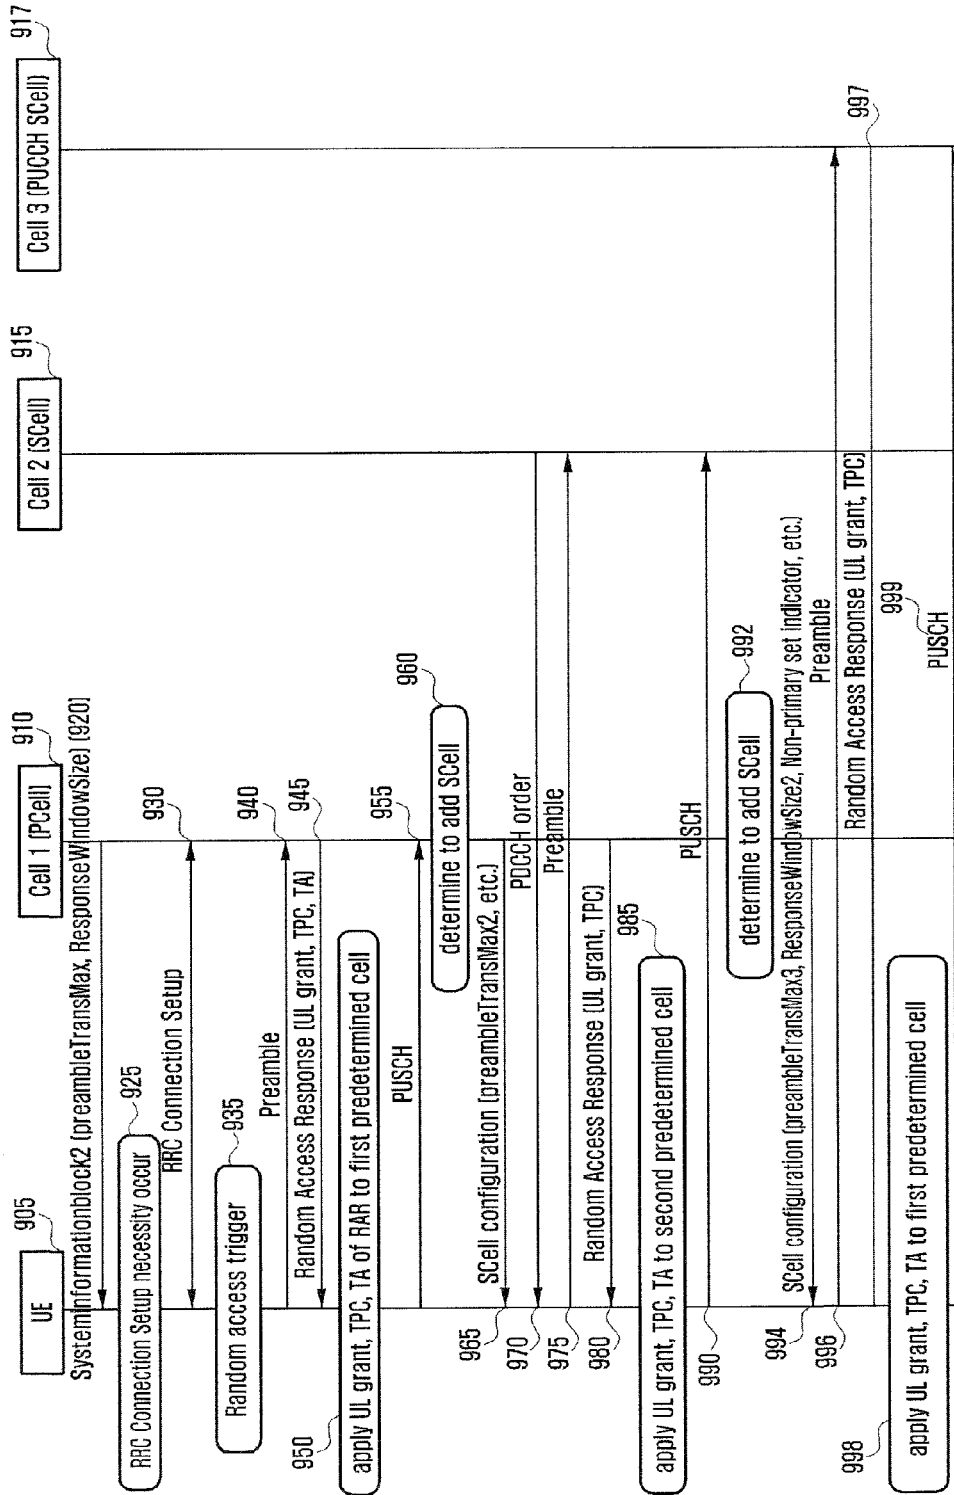 UE
905
Cell 1 (PCell)
910
Cell 2 (SCell)
915
Cell 3 (PUCCH SCell)
917
SystemInformationblock2 (preambleTransMax, ResponseWindowSize) (920)
RRC Connection Setup necessity occur
925
RRC Connection Setup
930
Random access trigger
935
Preamble
940
Random Access Response (UL grant, TPC, TA)
945
apply UL grant, TPC, TA of RAR to first predetermined cell
950
PUSCH
955
determine to add SCell
960
SCell configuration (preambleTransMax2, etc.)
965
PDCCH order
970
Preamble
975
Random Access Response (UL grant, TPC)
980
apply UL grant, TPC, TA to second predetermined cell
985
PUSCH
990
determine to add SCell
992
SCell configuration (preambleTransMax3, ResponseWindowSize2, Non-primary set indicator, etc.)
994
Preamble
996
Random Access Response (UL grant, TPC)
997
apply UL grant, TPC, TA to first predetermined cell
998
999
PUSCH